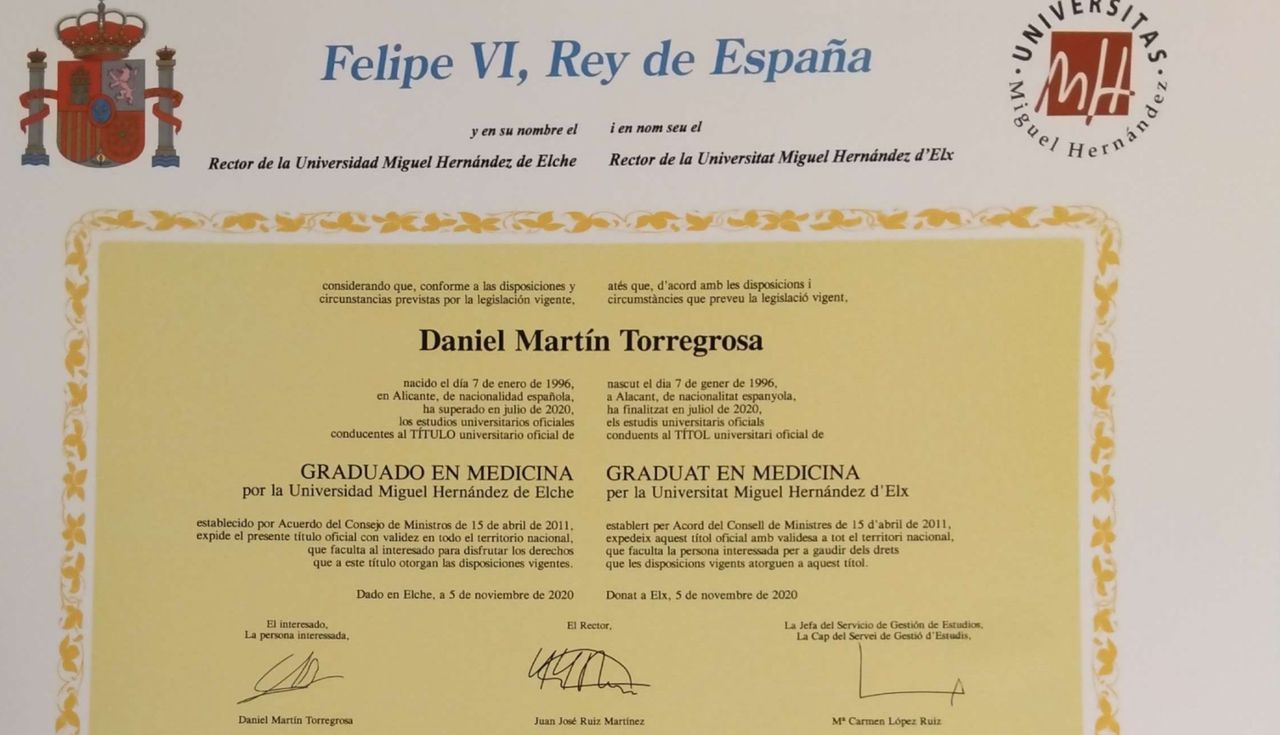 Felipe VI, Rey de España
UNIVERSITAS
MH
Miguel Hernández
y en su nombre el
Rector de la Universidad Miguel Hernández de Elche
i en nom seu el
Rector de la Universitat Miguel Hernández d'Elx
considerando que, conforme a las disposiciones y
circunstancias previstas por la legislación vigente,
atés que, d'acord amb les disposicions i
circumstàncies que preveu la legislació vigent,
Daniel Martín Torregrosa
nacido el día 7 de enero de 1996,
en Alicante, de nacionalidad española,
ha superado en julio de 2020,
los estudios universitarios oficiales
conducentes al TÍTULO universitario oficial de
nascut el dia 7 de gener de 1996,
a Alacant, de nacionalitat espanyola,
ha finalitzat en juliol de 2020,
els estudis universitaris oficials
conduents al TÍTOL universitari oficial de
GRADUADO EN MEDICINA
por la Universidad Miguel Hernández de Elche
GRADUAT EN MEDICINA
per la Universitat Miguel Hernández d'Elx
establecido por Acuerdo del Consejo de Ministros de 15 de abril de 2011,
expide el presente título oficial con validez en todo el territorio nacional,
que faculta al interesado para disfrutar los derechos
que a este título otorgan las disposiciones vigentes.
establert per Acord del Consell de Ministres de 15 d'abril de 2011,
expedeix aquest títol oficial amb validesa a tot el territori nacional,
que faculta la persona interessada per a gaudir dels drets
que les disposicions vigents atorguen a aquest títol.
Dado en Elche, a 5 de noviembre de 2020
Donat a Elx, 5 de novembre de 2020
El interesado,
La persona interessada,
El Rector,
La Jefa del Servicio de Gestión de Estudios,
La Cap del Servei de Gestió d'Estudis,
Daniel Martín Torregrosa
Juan José Ruiz Martínez
Mª Carmen López Ruiz